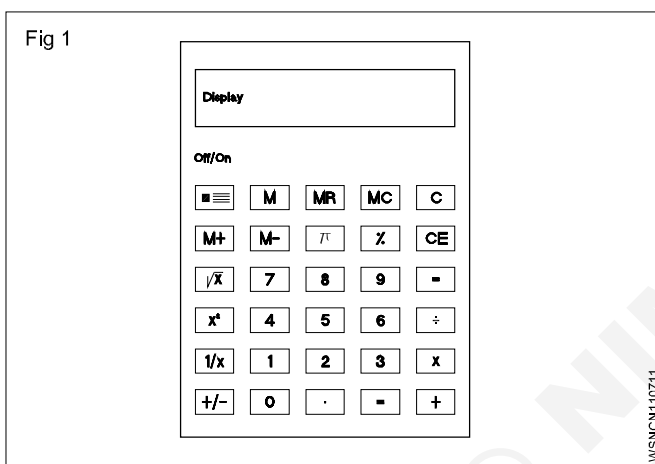 Fig 1
Display
Off/On
M MR MC C
M+ M- π % CE
√x 7 8 9 -
x² 4 5 6 ÷
1/x 1 2 3 x
+/- 0 . = +
WSNCN110711
© NI